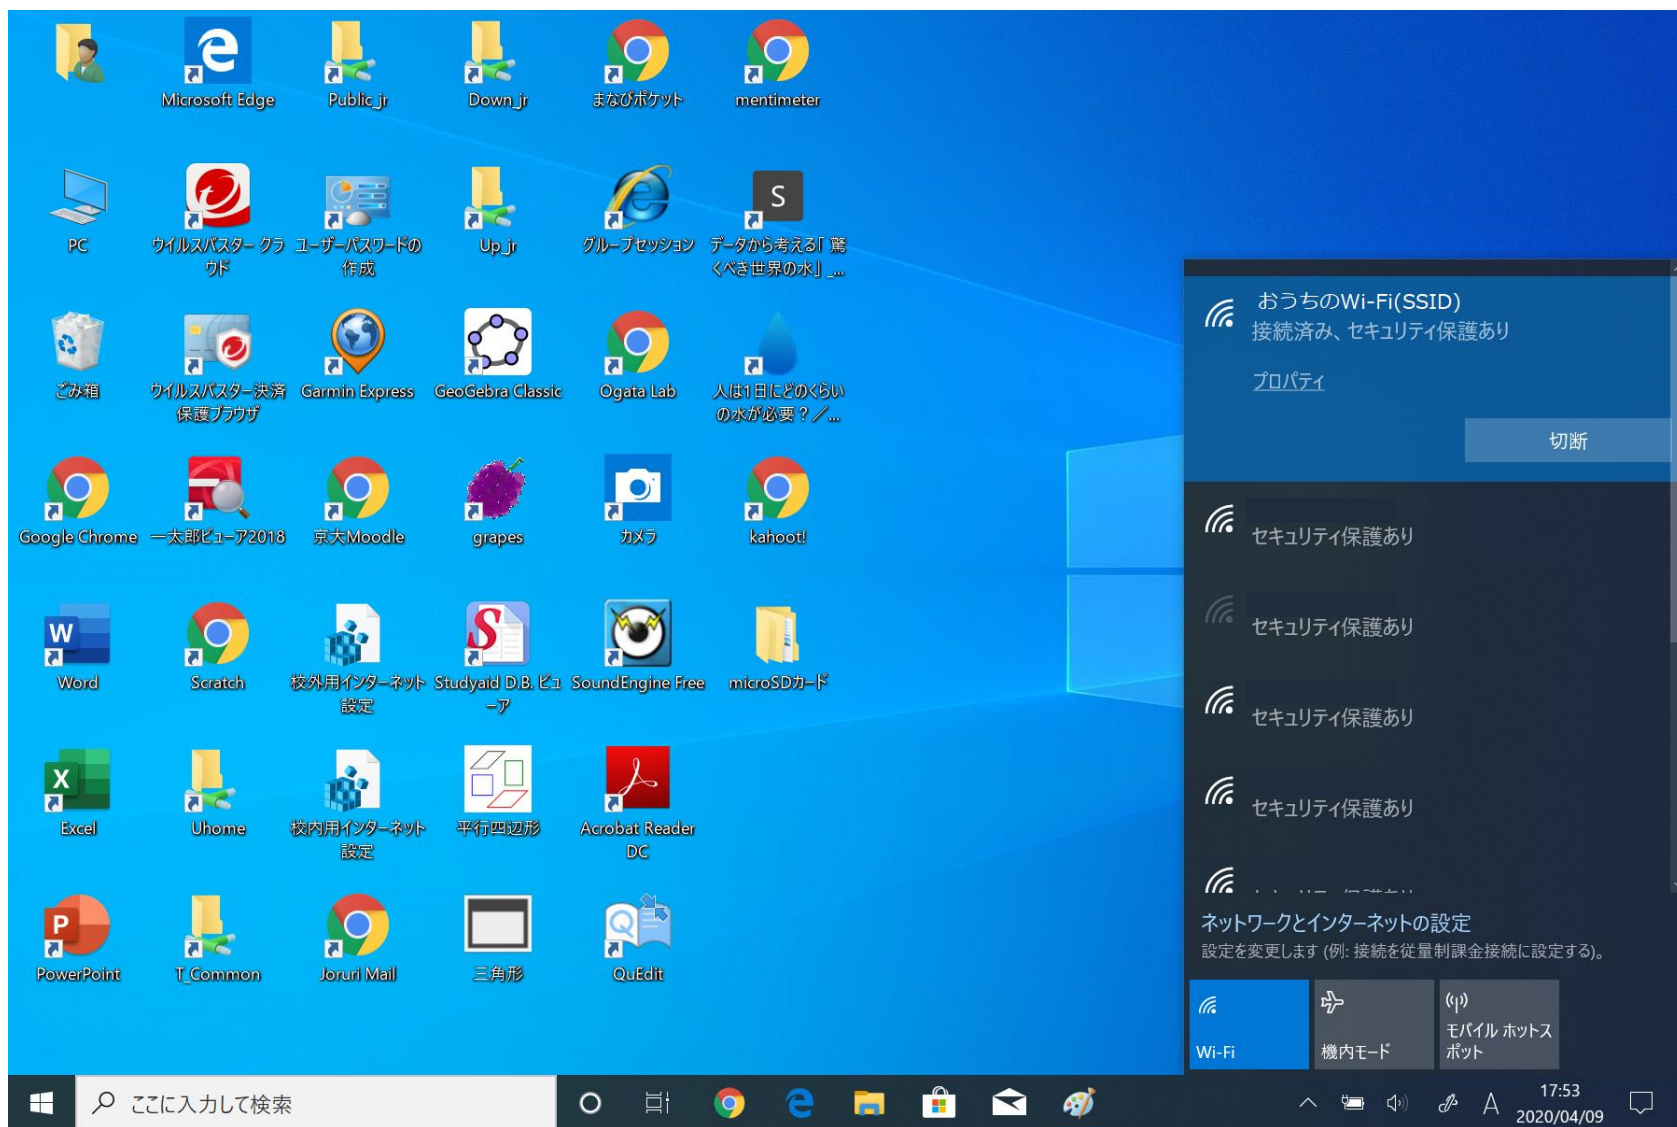 Microsoft Edge
Public_jr
Down_jr
まなびポケット
mentimeter
PC
ウイルスバスター クラ
ウド
ユーザーパスワードの
作成
Up_jr
グループセッション
S
データから考える「驚
くべき世界の水」_...
ごみ箱
ウイルスバスター決済
保護ブラウザ
Garmin Express
GeoGebra Classic
Ogata Lab
人は1日にどのくらい
の水が必要？／...
Google Chrome
一太郎ビューア2018
京大Moodle
grapes
カメラ
kahoot!
W
Word
Scratch
校外用インターネット
設定
S
Studyaid D.B. ビュ
ーア
SoundEngine Free
microSDカード
X
Excel
Uhome
校内用インターネット
設定
平行四辺形
Acrobat Reader
DC
P
PowerPoint
T_Common
Joruri Mail
三角形
Q
QuEdit
おうちのWi-Fi(SSID)
接続済み、セキュリティ保護あり
プロパティ
切断
セキュリティ保護あり
セキュリティ保護あり
セキュリティ保護あり
セキュリティ保護あり
ネットワークとインターネットの設定
設定を変更します (例: 接続を従量制課金接続に設定する)。
Wi-Fi
機内モード
モバイル ホットス
ポット
ここに入力して検索
A
17:53
2020/04/09